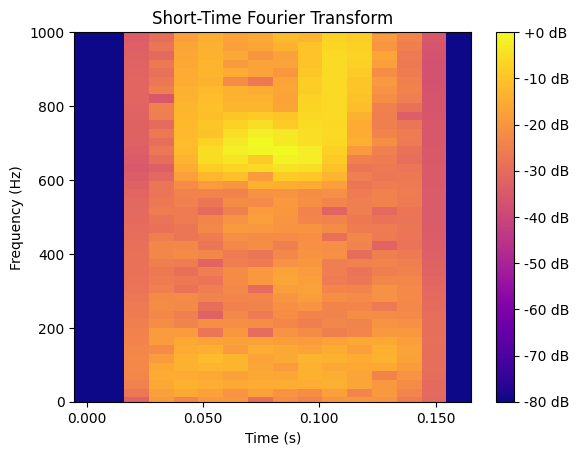 Short-Time Fourier Transform
Frequency (Hz)
1000
800
600
400
200
0
0.000 0.050 0.100 0.150
Time (s)
+0 dB
-10 dB
-20 dB
-30 dB
-40 dB
-50 dB
-60 dB
-70 dB
-80 dB